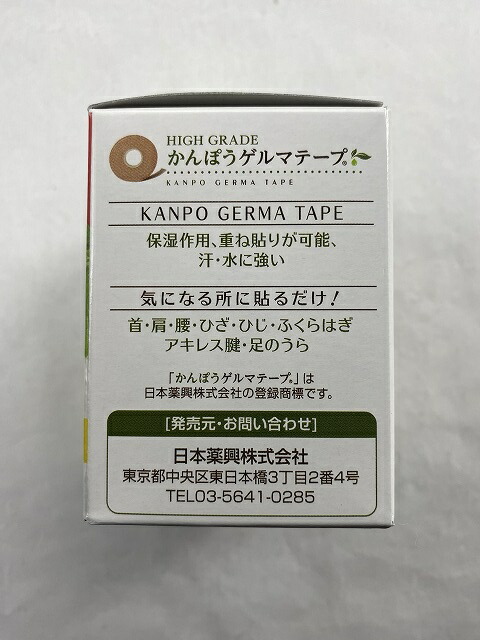 HIGH GRADE
かんぽうゲルマテープ®
KANPO GERMA TAPE
KANPO GERMA TAPE
保湿作用、重ね貼りが可能、
汗・水に強い
気になる所に貼るだけ！
首・肩・腰・ひざ・ひじ・ふくらはぎ
アキレス腱・足のうら
「かんぽうゲルマテープ®」は
日本薬興株式会社の登録商標です。
［発売元・お問い合わせ］
日本薬興株式会社
東京都中央区東日本橋3丁目2番4号
TEL03-5641-0285